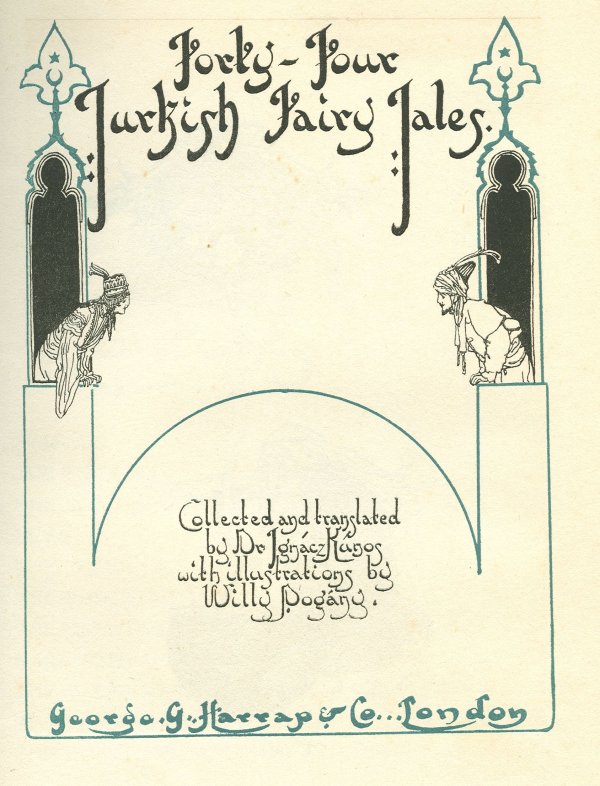 Forty-Four
Turkish Fairy Tales.
Collected and translated
by Dr Ignácz Kúnos
with illustrations by
Willy Pogány.
George.G.Harrap & Co...London